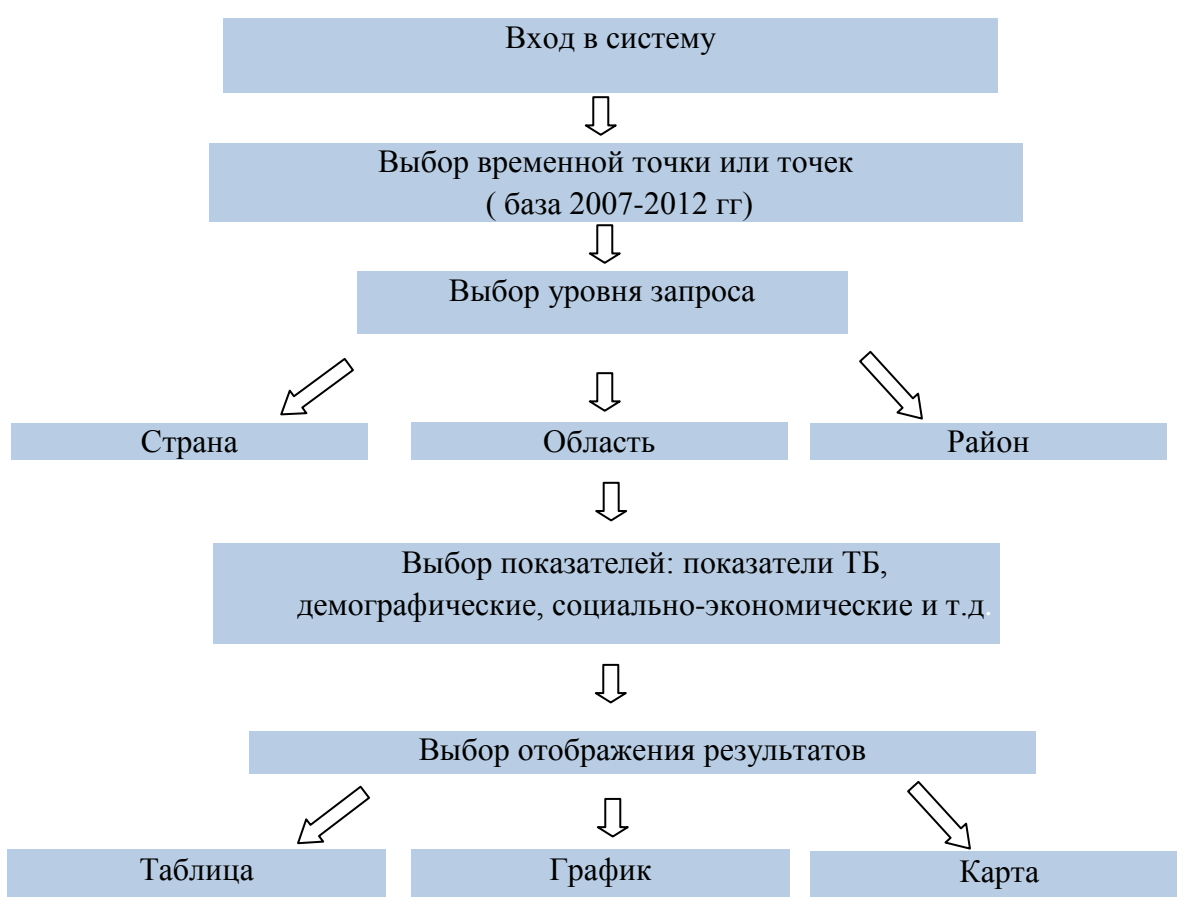 Вход в систему
Выбор временной точки или точек
( база 2007-2012 гг)
Выбор уровня запроса
Страна
Область
Район
Выбор показателей: показатели ТБ,
демографические, социально-экономические и т.д.
Выбор отображения результатов
Таблица
График
Карта